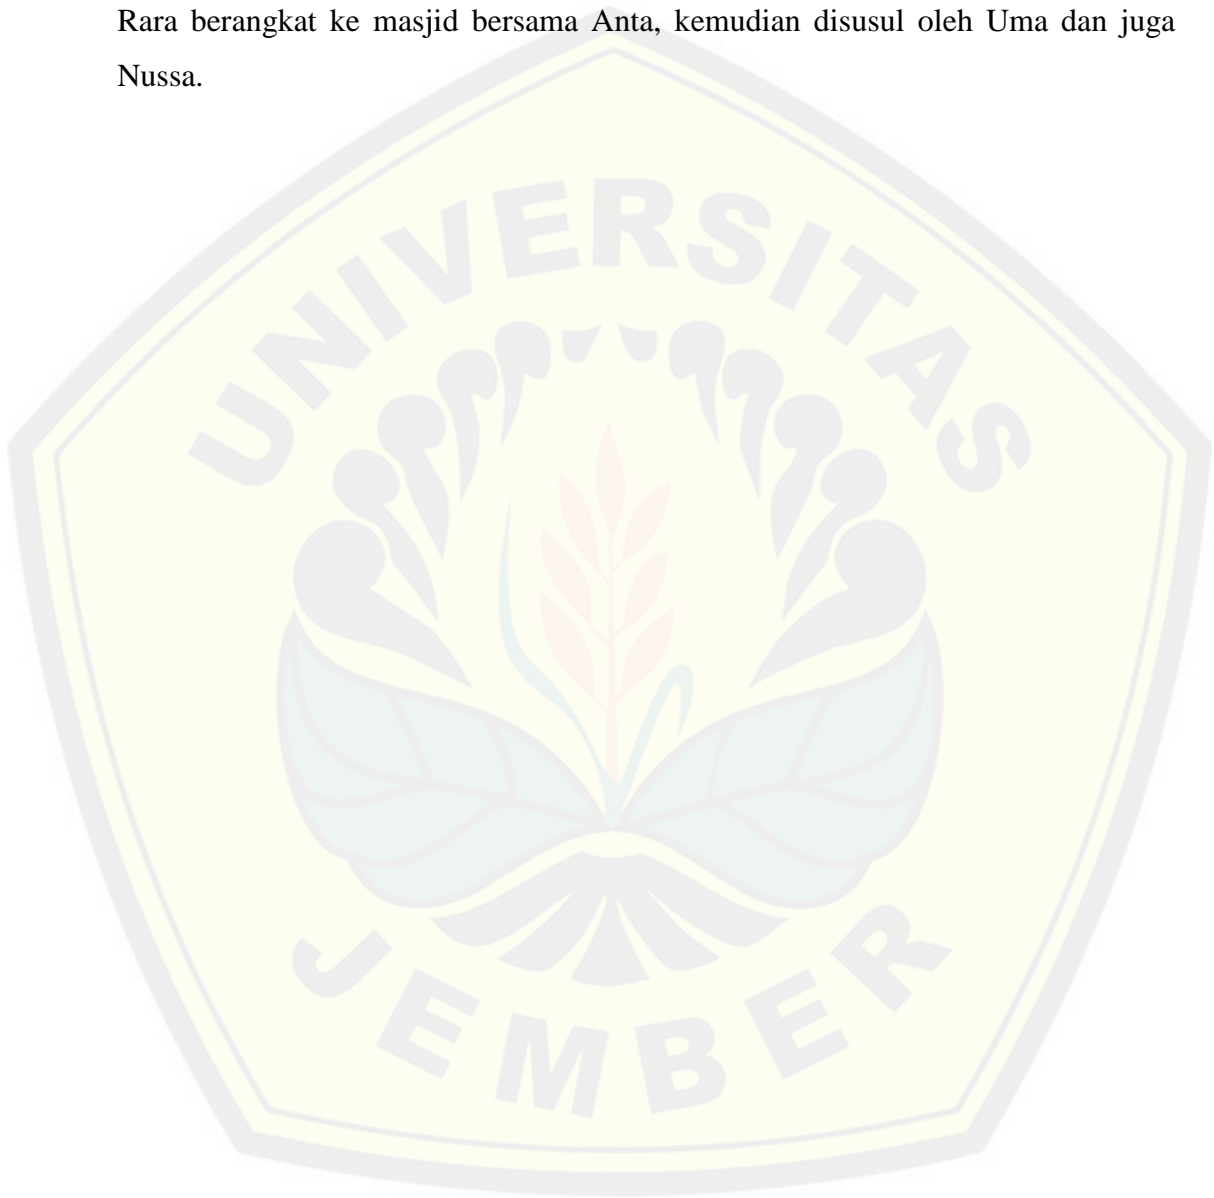 Rara berangkat ke masjid bersama Anta, kemudian disusul oleh Uma dan juga
Nussa.
UNIVERSITAS
JEMBER